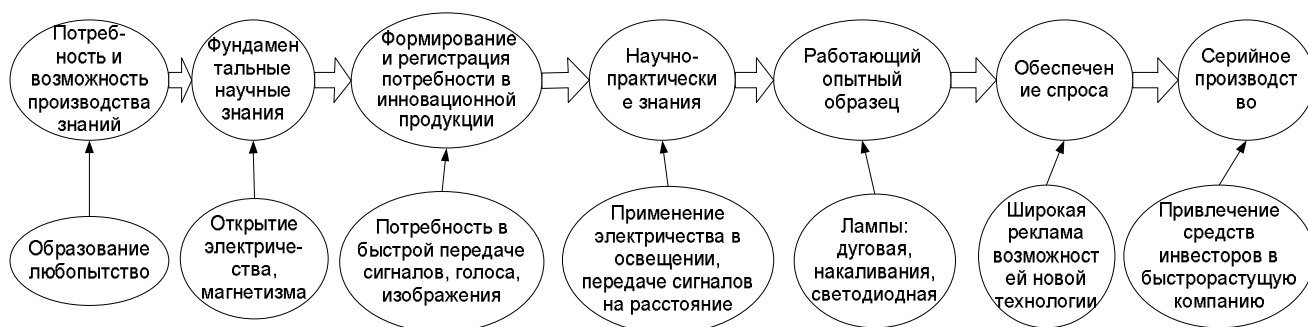 Потреб-
ность и
возможность
производства
знаний
Фундамен
тальные
научные
знания
Формирование
и регистрация
потребности в
инновационной
продукции
Научно-
практически
е знания
Работающий
опытный
образец
Обеспечен
ие спроса
Серийное
производст
во
Образование
любопытство
Открытие
электриче-
ства,
магнетизма
Потребность в
быстрой передаче
сигналов, голоса,
изображения
Применение
электричества в
освещении,
передаче сигналов
на расстояние
Лампы:
дуговая,
накаливания,
светодиодная
Широкая
реклама
возможност
ей новой
технологии
Привлечение
средств
инвесторов в
быстрорастущую
компанию